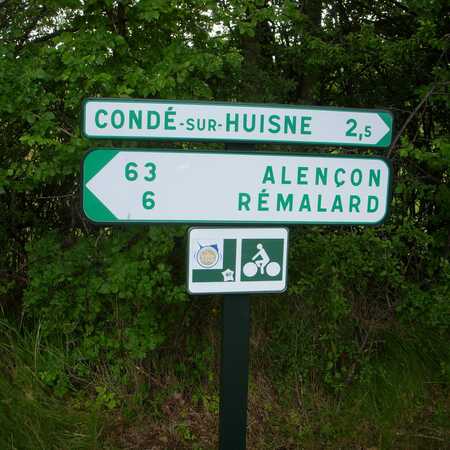 CONDÉ-SUR-HUISNE 2,5
63 ALENÇON
6 RÉMALARD